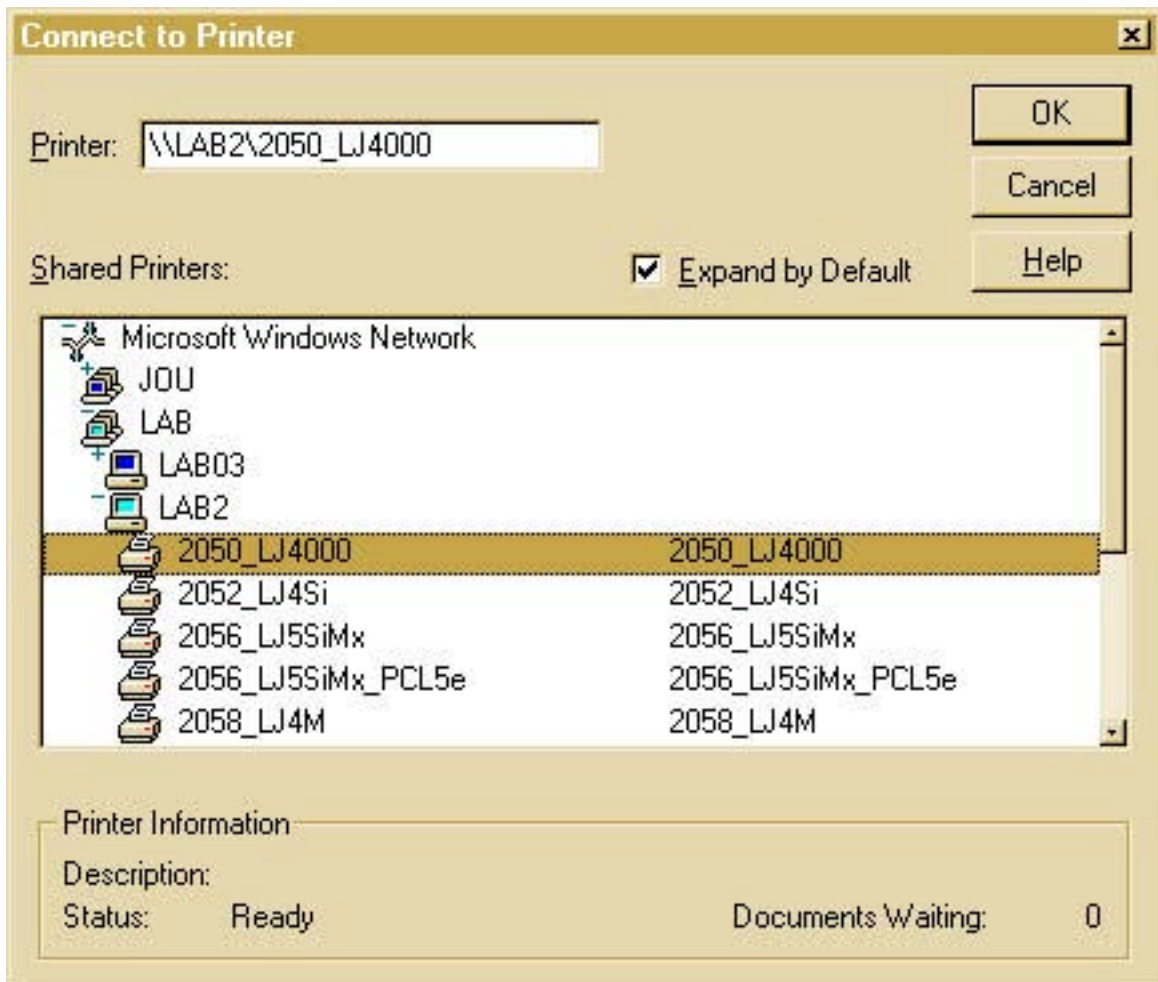 Connect to Printer
Printer: \\LAB2\2050_LJ4000
OK
Cancel
Shared Printers:
Expand by Default
Help
Microsoft Windows Network
JOU
LAB
LAB03
LAB2
2050_LJ4000 2050_LJ4000
2052_LJ4Si 2052_LJ4Si
2056_LJ5SiMx 2056_LJ5SiMx
2056_LJ5SiMx_PCL5e 2056_LJ5SiMx_PCL5e
2058_LJ4M 2058_LJ4M
Printer Information
Description:
Status: Ready Documents Waiting: 0